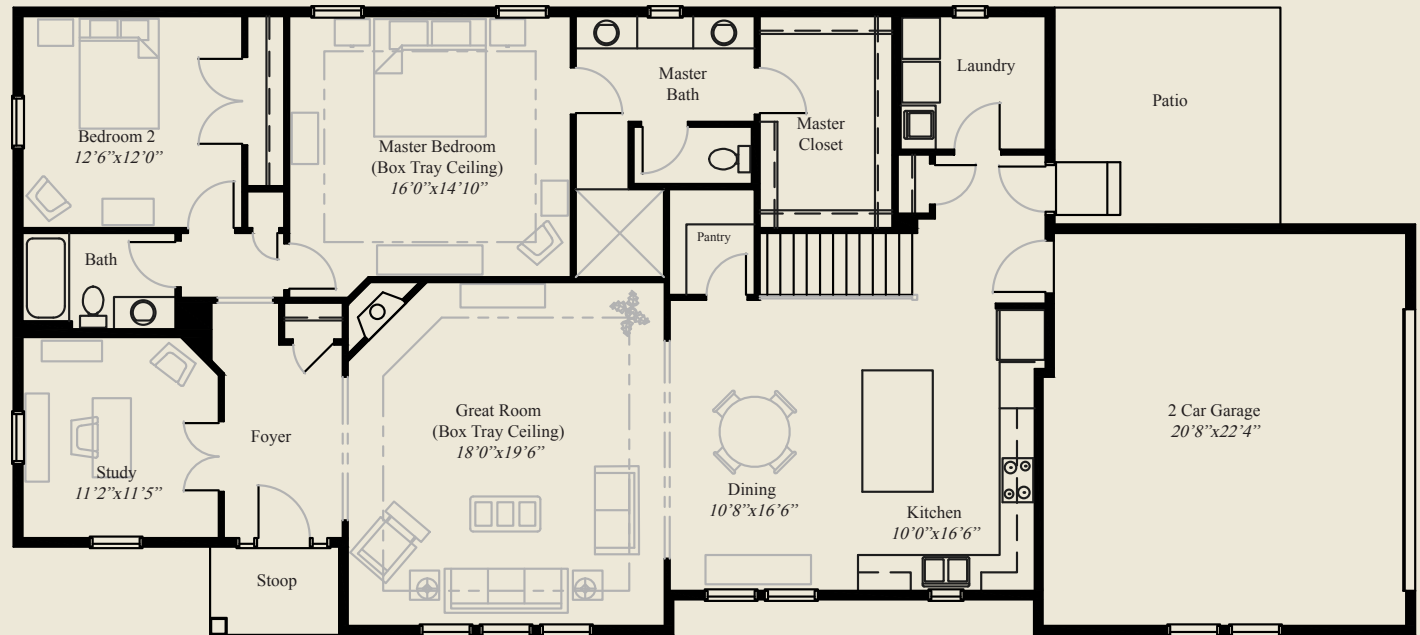 Bedroom 2
12’6”x12’0”
Master Bedroom
(Box Tray Ceiling)
16’0”x14’10”
Master
Bath
Master
Closet
Laundry
Patio
Bath
Pantry
Study
11’2”x11’5”
Foyer
Great Room
(Box Tray Ceiling)
18’0”x19’6”
Dining
10’8”x16’6”
Kitchen
10’0”x16’6”
2 Car Garage
20’8”x22’4”
Stoop